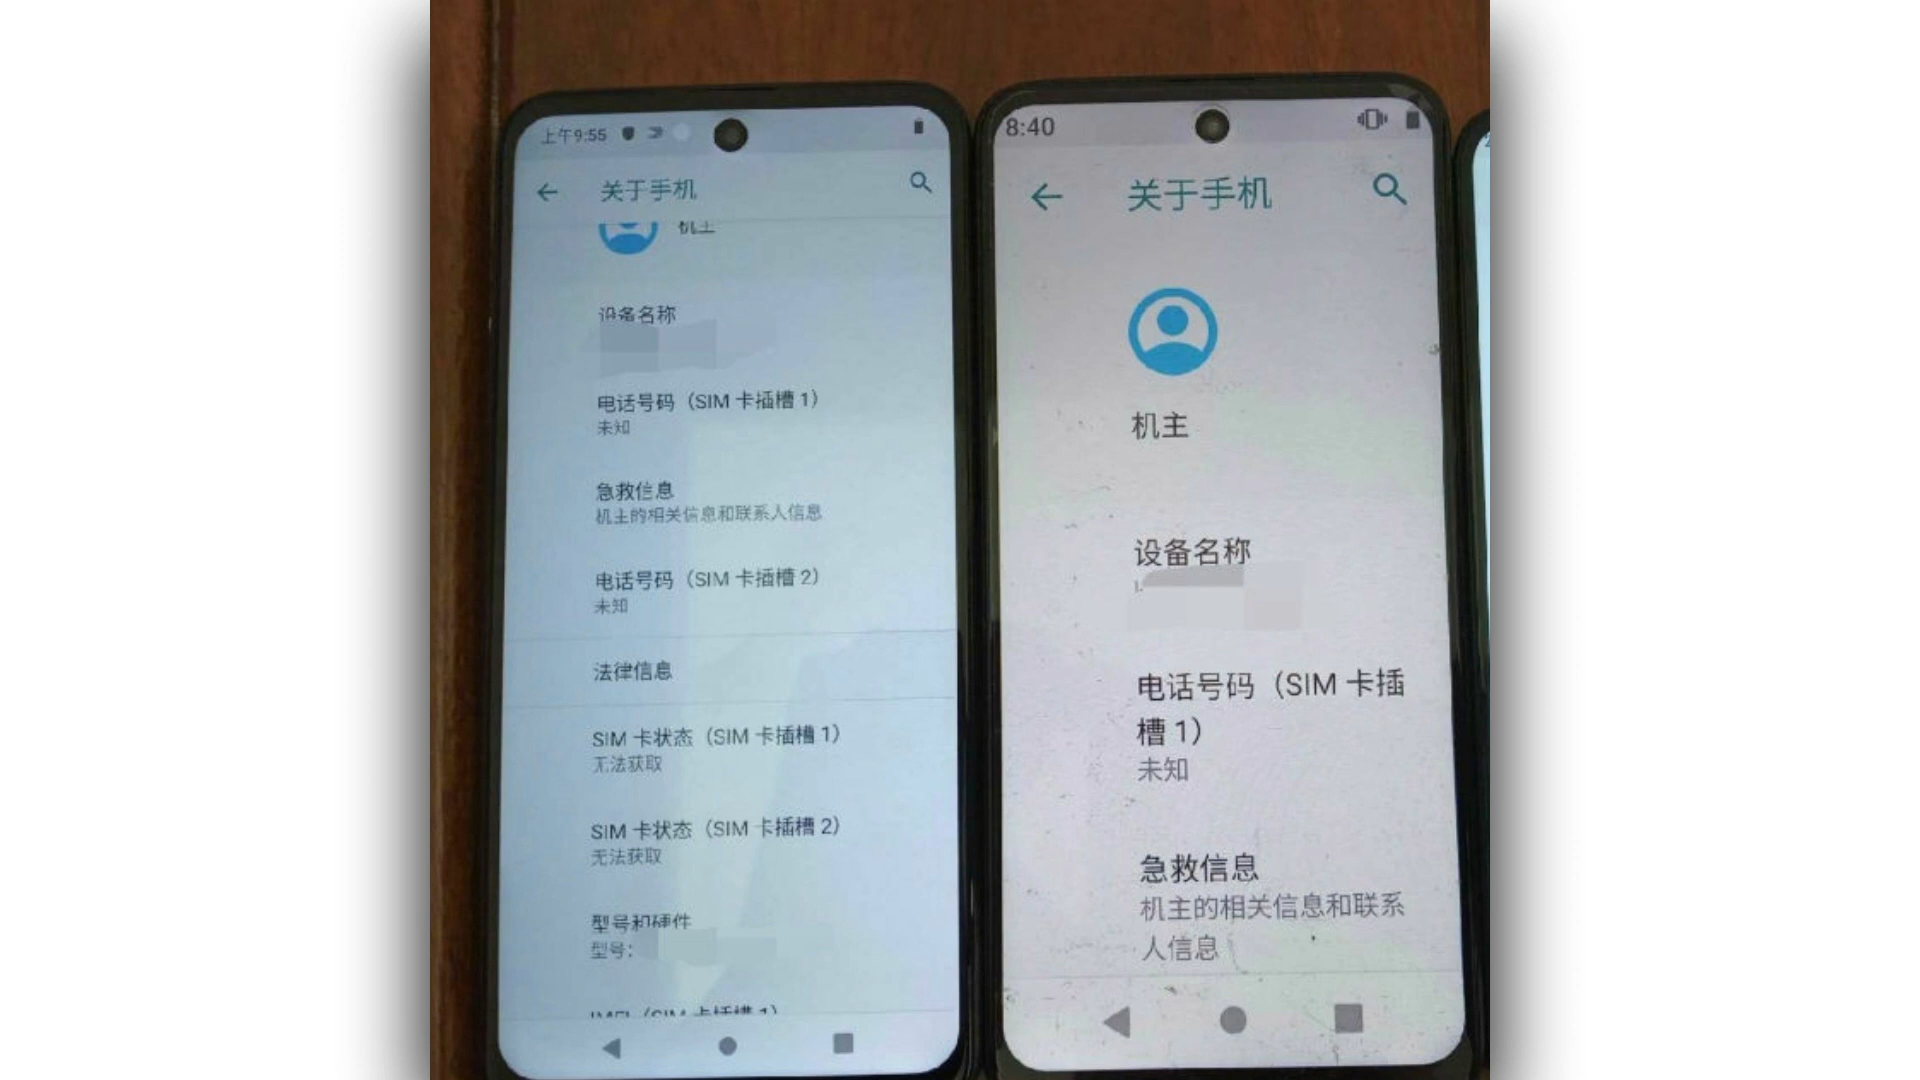 上午9:55
关于手机
机主
设备名称
电话号码（SIM 卡插槽 1）
未知
急救信息
机主的相关信息和联系人信息
电话号码（SIM 卡插槽 2）
未知
法律信息
SIM 卡状态（SIM 卡插槽 1）
无法获取
SIM 卡状态（SIM 卡插槽 2）
无法获取
型号和硬件
型号：
IMEI（SIM 卡插槽 1）
8:40
关于手机
机主
设备名称
电话号码（SIM 卡插
槽 1）
未知
急救信息
机主的相关信息和联系
人信息